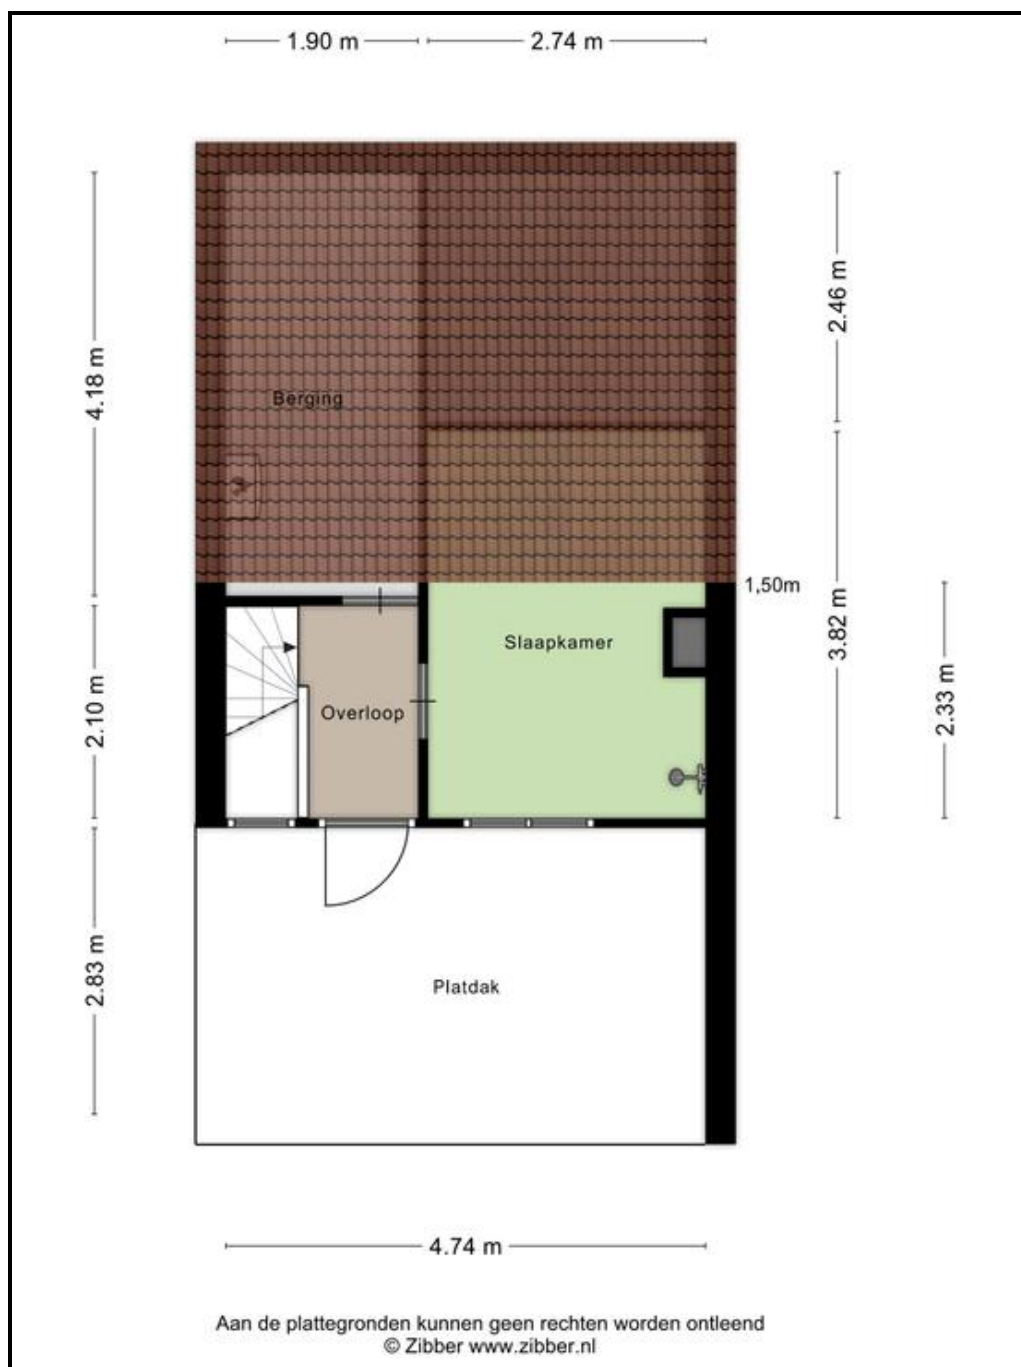 1.90 m
2.74 m
2.46 m
4.18 m
Berging
1,50m
Slaapkamer
3.82 m
2.33 m
2.10 m
Overloop
2.83 m
Platdak
4.74 m
Aan de plattegronden kunnen geen rechten worden ontleend
© Zibber www.zibber.nl